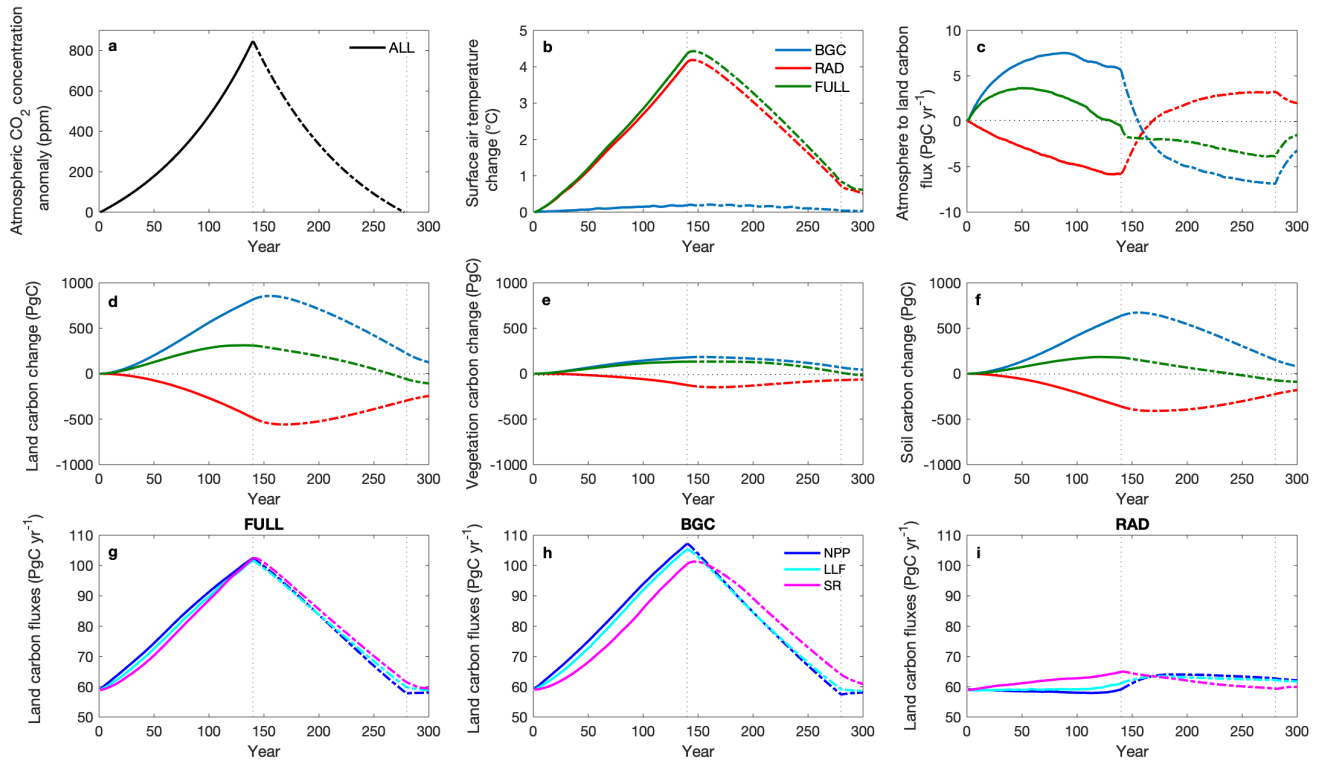 a
ALL
Atmospheric CO2 concentration
anomaly (ppm)
800
600
400
200
0
0 50 100 150 200 250 300
Year
b
BGC
RAD
FULL
Surface air temperature
change (°C)
5
4
3
2
1
0
0 50 100 150 200 250 300
Year
c
Atmosphere to land carbon
flux (PgC yr-1)
10
5
0
-5
-10
0 50 100 150 200 250 300
Year
d
Land carbon change (PgC)
1000
500
0
-500
-1000
0 50 100 150 200 250 300
Year
e
Vegetation carbon change (PgC)
1000
500
0
-500
-1000
0 50 100 150 200 250 300
Year
f
Soil carbon change (PgC)
1000
500
0
-500
-1000
0 50 100 150 200 250 300
Year
FULL
g
Land carbon fluxes (PgC yr-1)
110
100
90
80
70
60
50
0 50 100 150 200 250 300
Year
BGC
h
NPP
LLF
SR
Land carbon fluxes (PgC yr-1)
110
100
90
80
70
60
50
0 50 100 150 200 250 300
Year
RAD
i
Land carbon fluxes (PgC yr-1)
110
100
90
80
70
60
50
0 50 100 150 200 250 300
Year